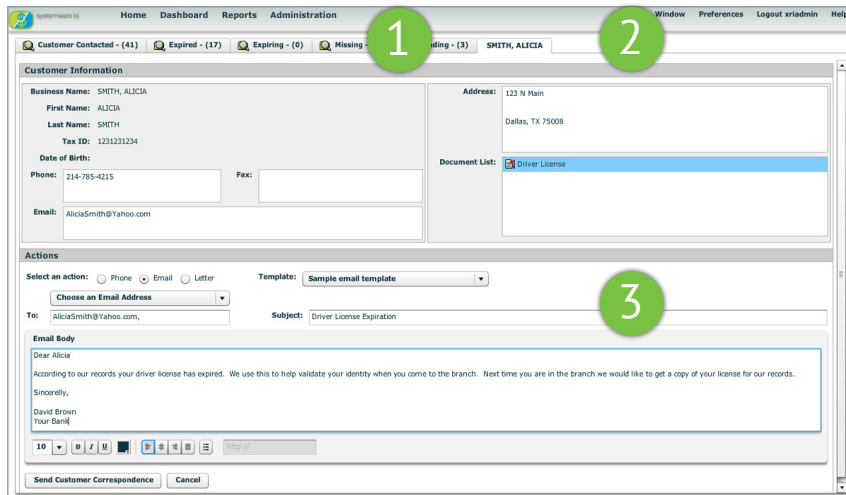 systemware
Home Dashboard Reports Administration Window Preferences Logout xriadmin Help
1
2
Customer Contacted - (41) Expired - (17) Expiring - (0) Missing - ding - (3) SMITH, ALICIA
Customer Information
Business Name: SMITH, ALICIA
First Name: ALICIA
Last Name: SMITH
Tax ID: 1231231234
Date of Birth:
Phone: 214-785-4215 Fax:
Email: AliciaSmith@Yahoo.com
Address: 123 N Main
Dallas, TX 75008
Document List: Driver License
Actions
Select an action: Phone Email Letter Template: Sample email template
Choose an Email Address
3
To: AliciaSmith@Yahoo.com, Subject: Driver License Expiration
Email Body
Dear Alicia
According to our records your driver license has expired. We use this to help validate your identity when you come to the branch. Next time you are in the branch we would like to get a copy of your license for our records.
Sincerelly,
David Brown
Your Bank
10 B I U http://
Send Customer Correspondence Cancel